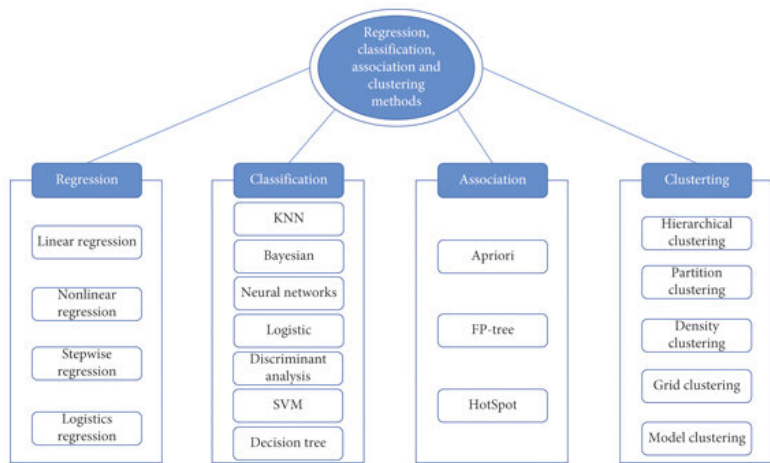 Regression,
classification,
association and
clustering
methods
Regression
Linear regression
Nonlinear
regression
Stepwise
regression
Logistics
regression
Classification
KNN
Bayesian
Neural networks
Logistic
Discriminant
analysis
SVM
Decision tree
Association
Apriori
FP-tree
HotSpot
Clusterting
Hierarchical
clustering
Partition
clustering
Density
clustering
Grid clustering
Model clustering